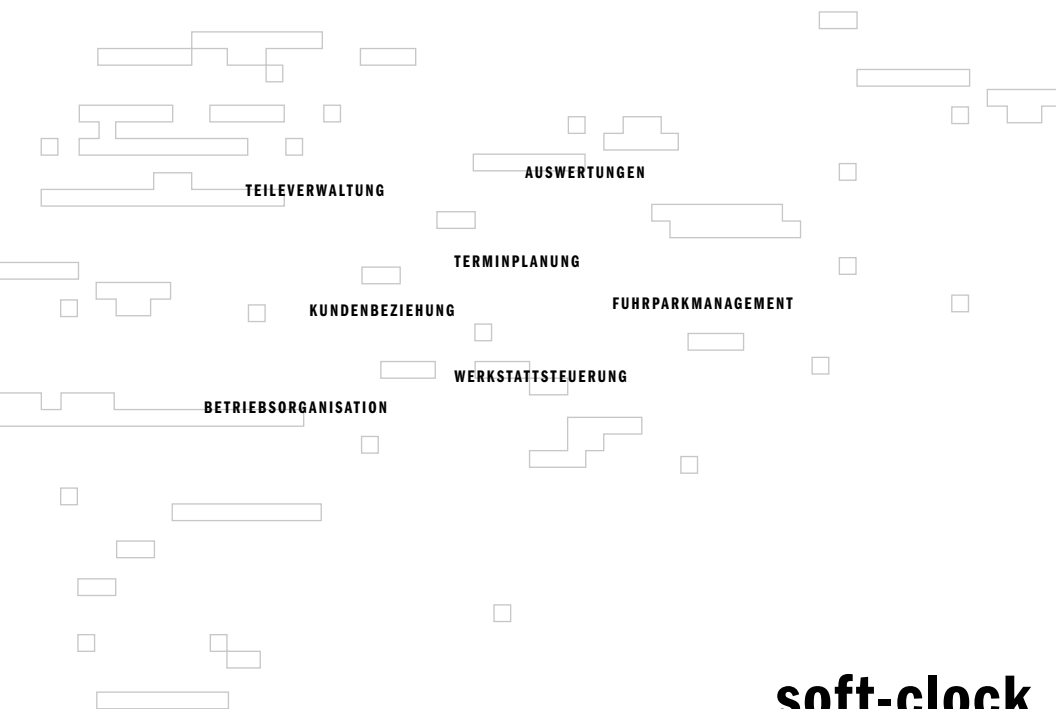 AUSWERTUNGEN
TEILEVERWALTUNG
TERMINPLANUNG
FUHRPARKMANAGEMENT
KUNDENBEZIEHUNG
WERKSTATTSTEUERUNG
BETRIEBSORGANISATION
soft-clock